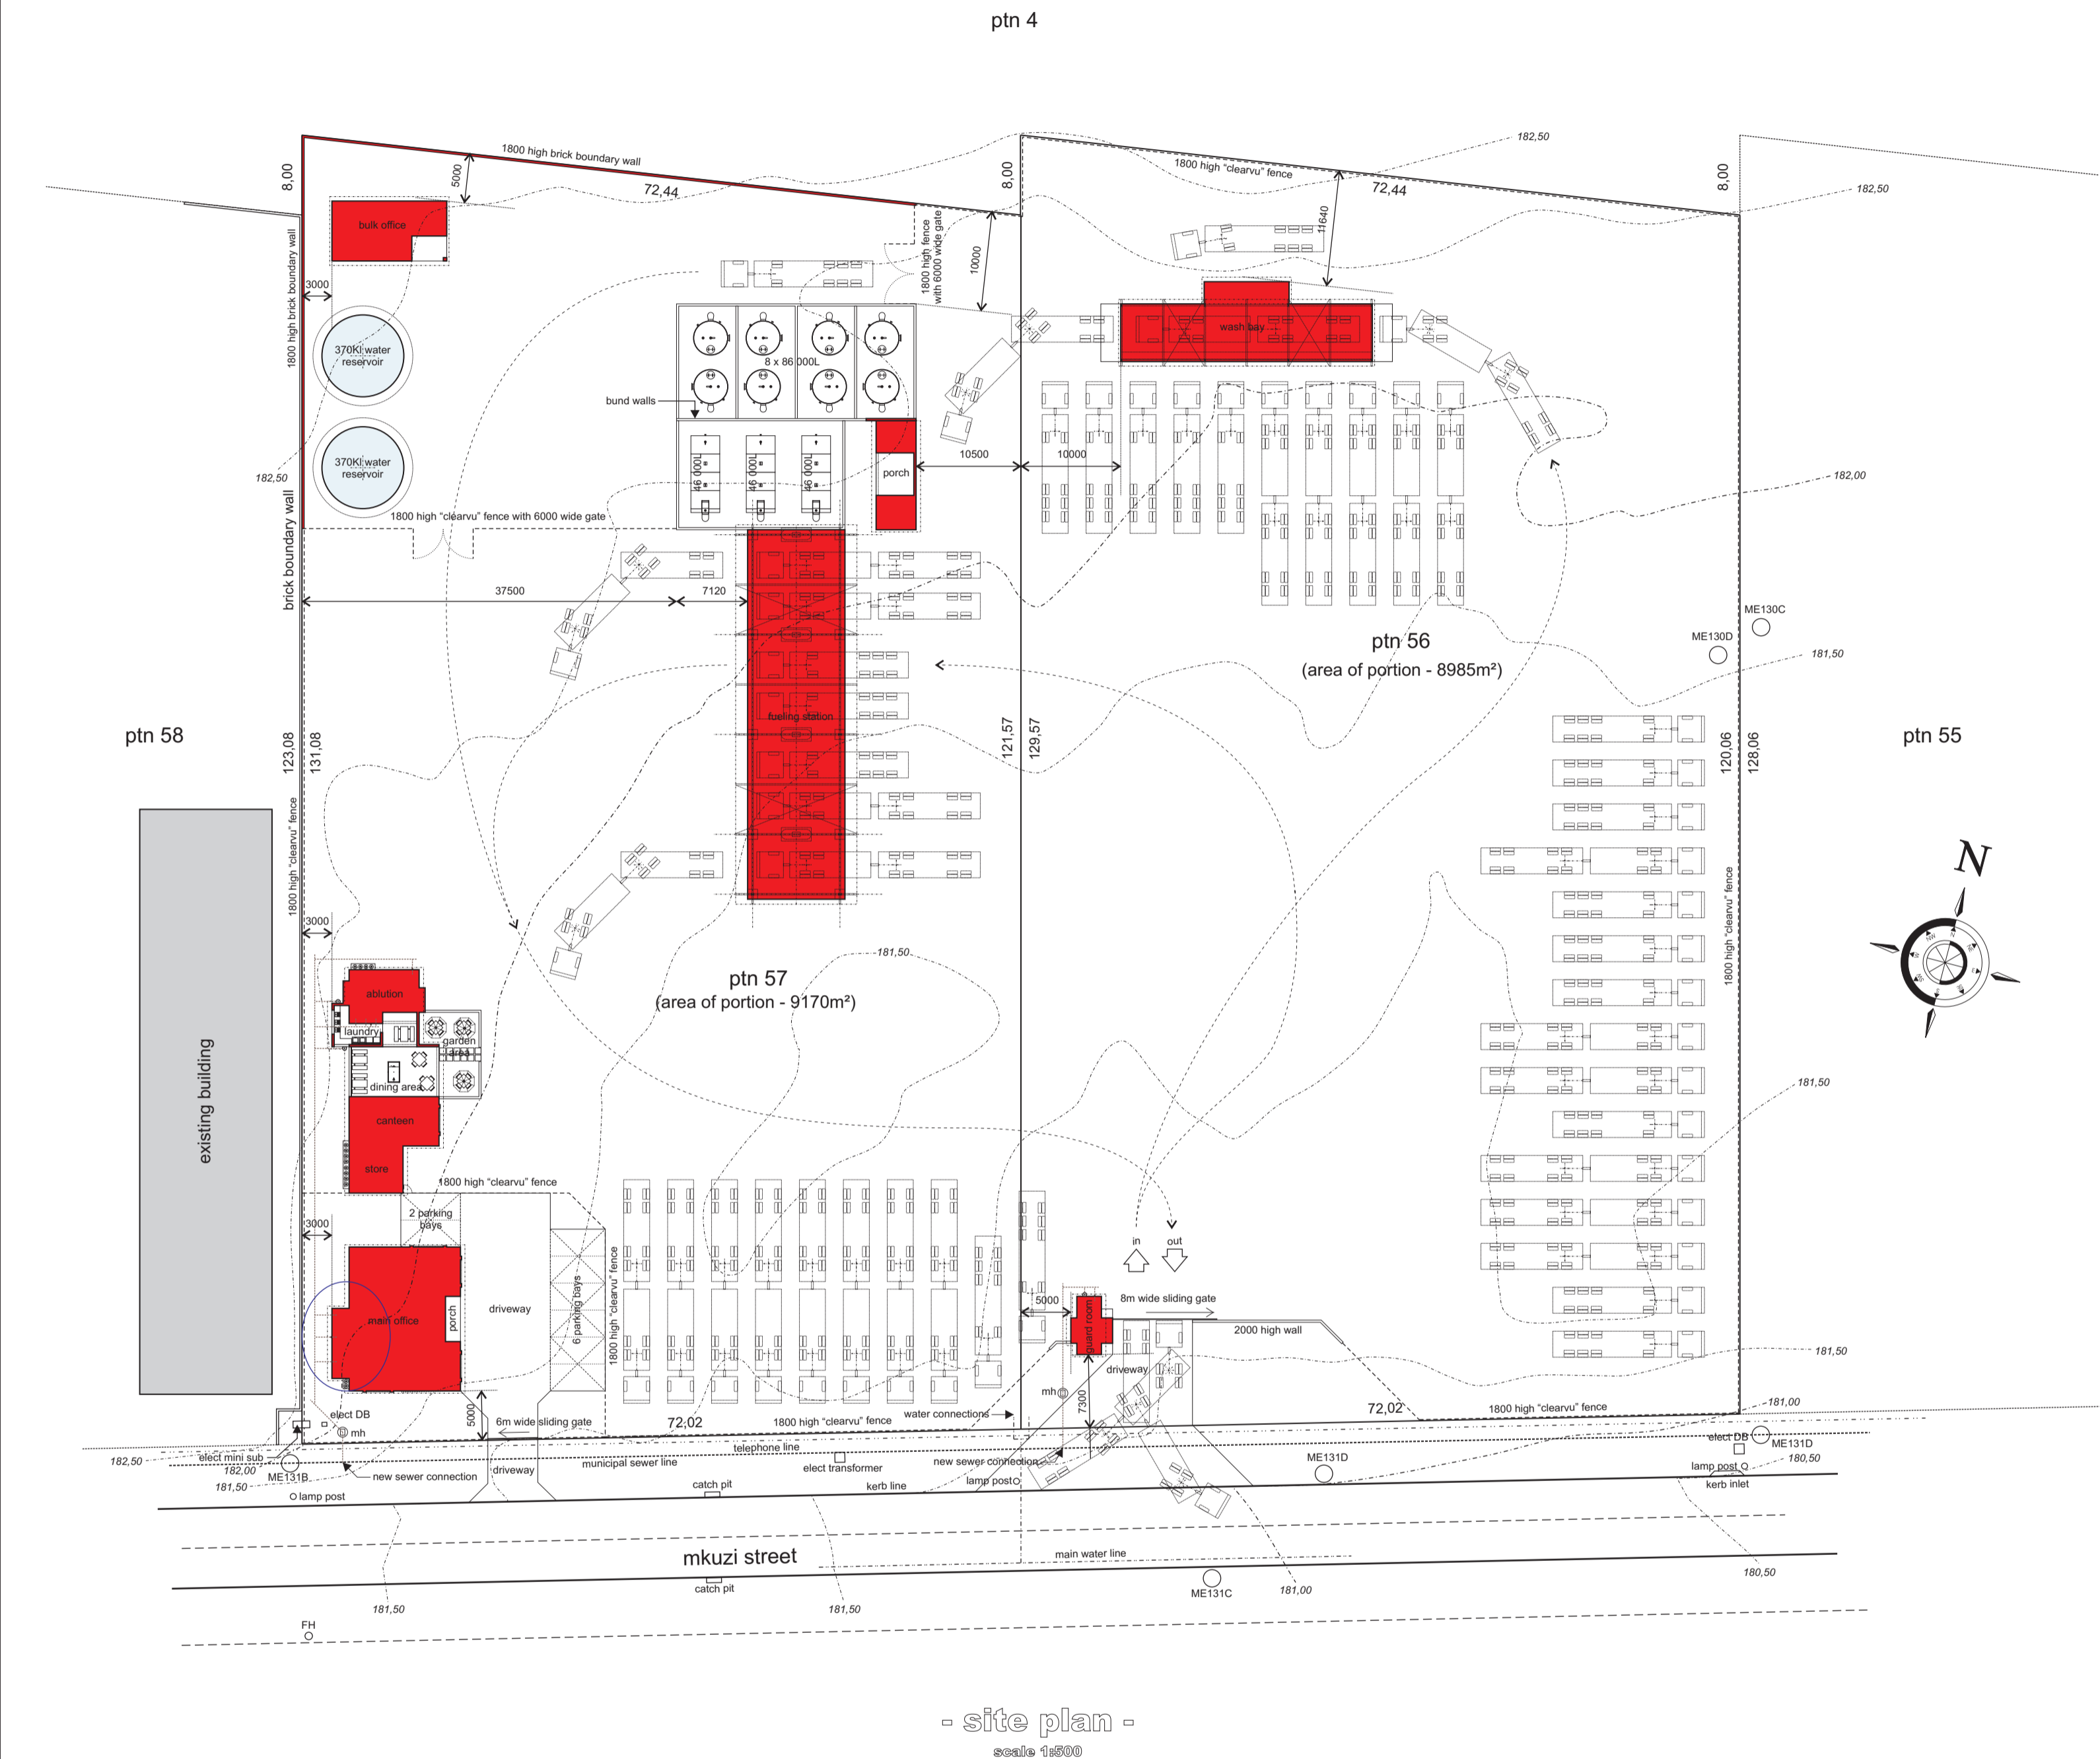 ptn 4
1800 high brick boundary wall
182,50
8,00
5000
72,44
8,00
1800 high "clearvu" fence
72,44
8,00
182,50
bulk office
1800 high brick boundary wall
3000
1800 high fence
with 6000 wide gate
10000
11640
370Kl water
reservoir
8 x 86 000L
wash bay
bund walls
370Kl water
reservoir
182,50
46 000L
46 000L
46 000L
porch
10500
10000
182,00
1800 high "clearvu" fence with 6000 wide gate
brick boundary wall
37500
7120
ME130C
ME130D
ptn 56
(area of portion - 8985m²)
181,50
fueling station
ptn 58
123,08
131,08
121,57
129,57
120,06
128,06
ptn 55
1800 high "clearvu" fence
1800 high "clearvu" fence
N
3000
181,50
ptn 57
(area of portion - 9170m²)
ablution
laundry
garden
area
dining area
canteen
store
existing building
181,50
1800 high "clearvu" fence
2 parking
bays
3000
main office
porch
driveway
6 parking bays
1800 high "clearvu" fence
in
out
5000
guard room
8m wide sliding gate
2000 high wall
181,50
driveway
mh
7300
5000
elect DB
mh
6m wide sliding gate
72,02
1800 high "clearvu" fence
water connections
72,02
1800 high "clearvu" fence
181,00
182,50
elect mini sub
182,00
ME131B
181,50
new sewer connection
driveway
telephone line
municipal sewer line
elect transformer
new sewer connection
ME131D
elect DB
ME131D
180,50
lamp post
lamp post
catch pit
kerb line
lamp post
kerb inlet
mkuzi street
main water line
catch pit
ME131C
181,00
180,50
181,50
181,50
FH
- site plan -
scale 1:500